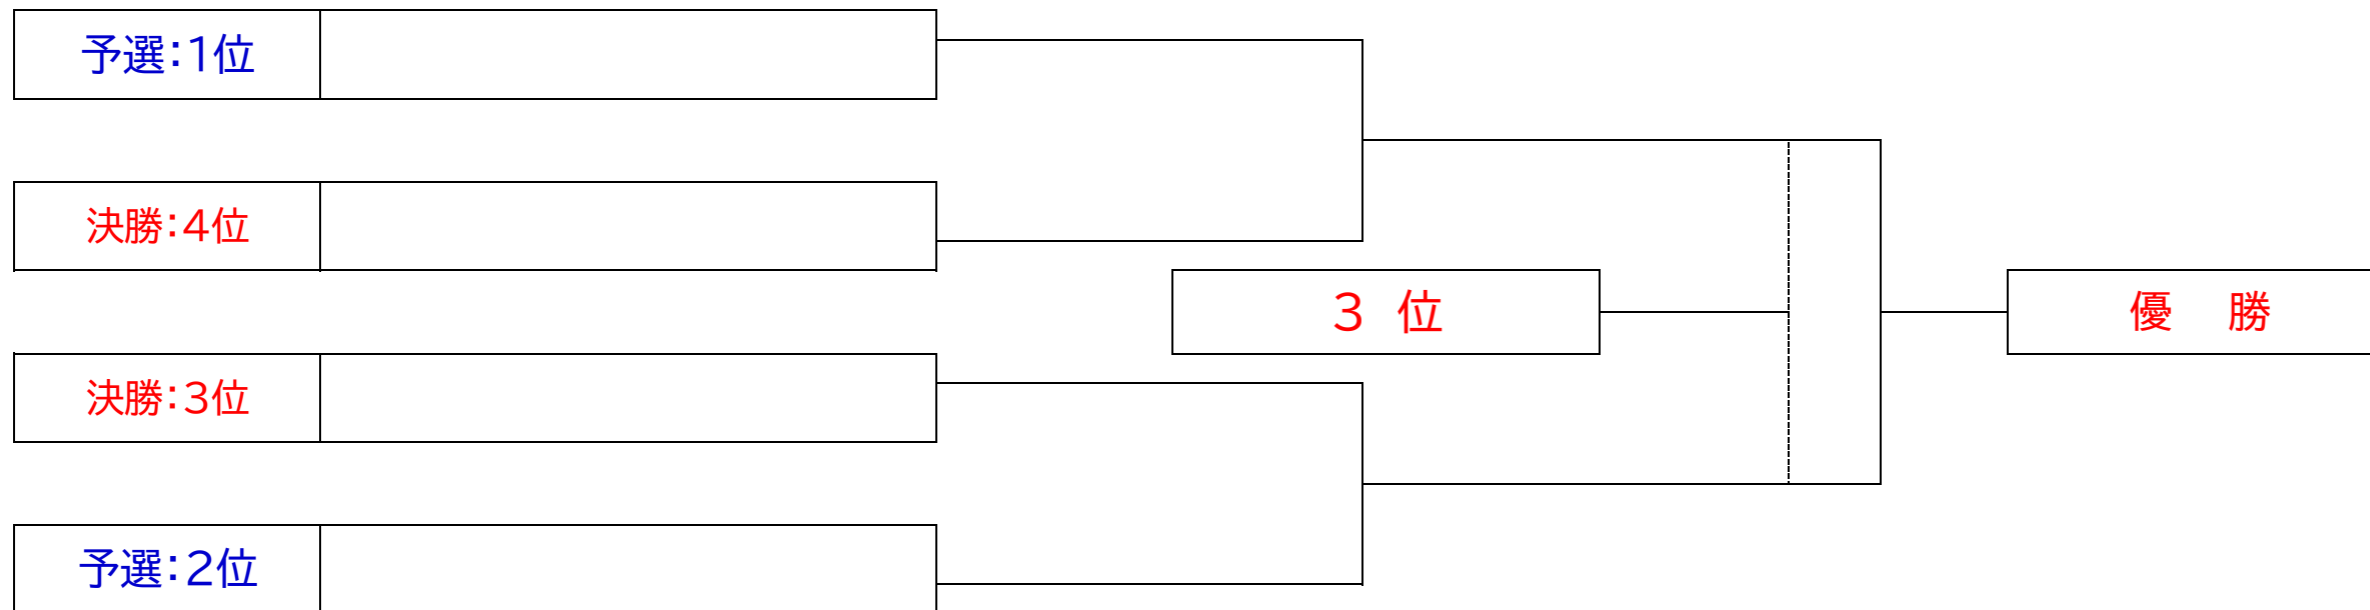 予選：1位
決勝：4位
3 位
優 勝
決勝：3位
予選：2位